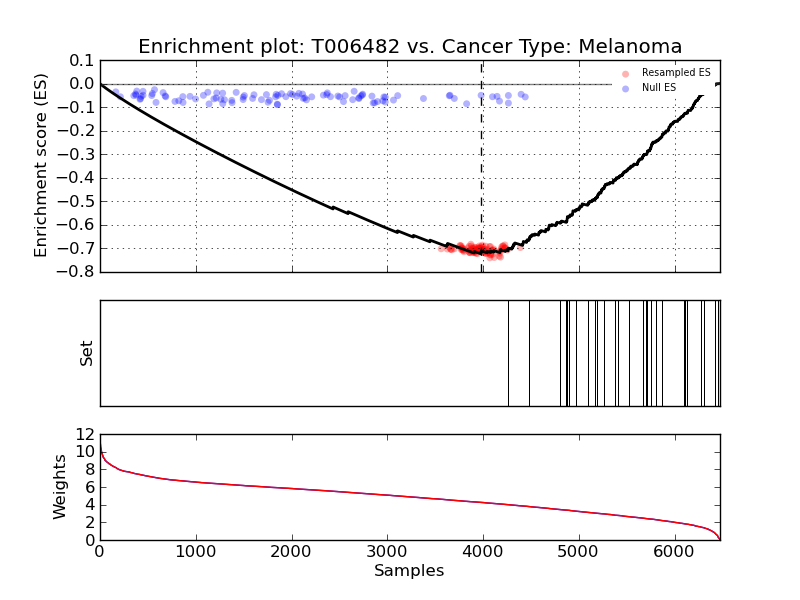 Enrichment plot: T006482 vs. Cancer Type: Melanoma
0.1
0.0
−0.1
−0.2
−0.3
−0.4
−0.5
−0.6
−0.7
−0.8
Enrichment score (ES)
Resampled ES
Null ES
Set
12
10
8
6
4
2
0
Weights
0 1000 2000 3000 4000 5000 6000
Samples